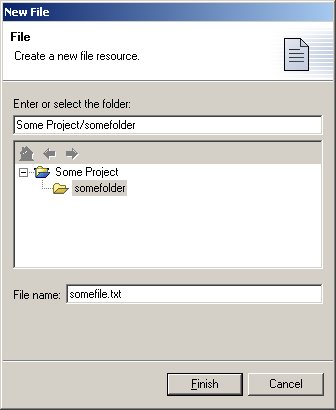 New File
File
Create a new file resource.
Enter or select the folder:
Some Project/somefolder
Some Project
somefolder
File name: somefile.txt
Finish Cancel